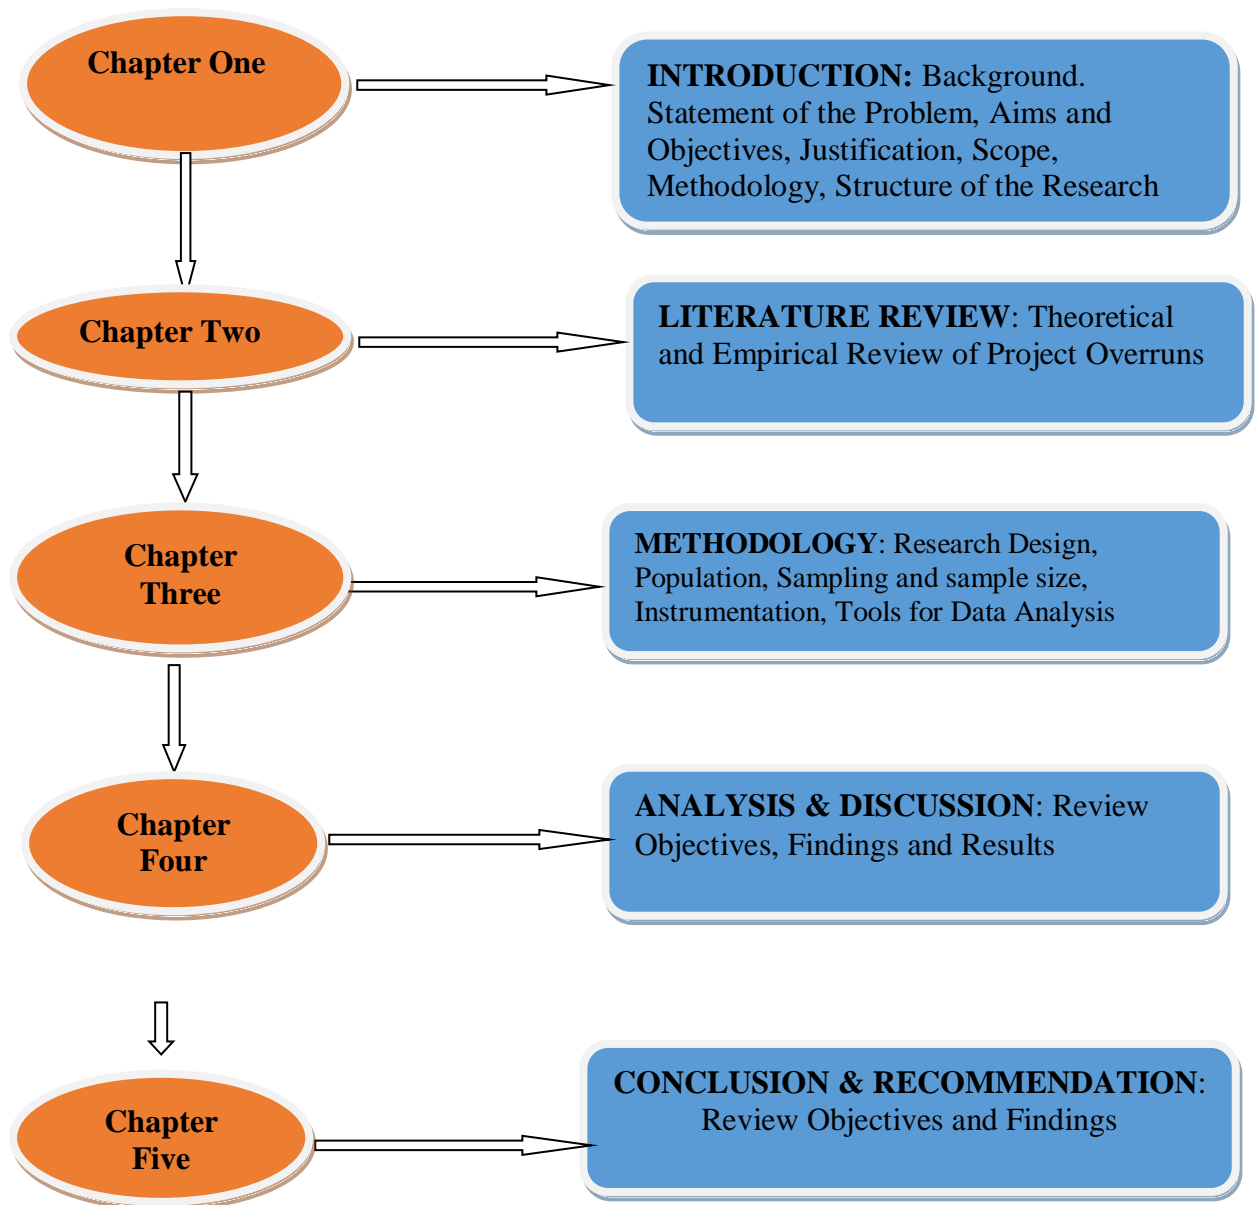 Chapter One
INTRODUCTION: Background.
Statement of the Problem, Aims and
Objectives, Justification, Scope,
Methodology, Structure of the Research
Chapter Two
LITERATURE REVIEW: Theoretical
and Empirical Review of Project Overruns
Chapter
Three
METHODOLOGY: Research Design,
Population, Sampling and sample size,
Instrumentation, Tools for Data Analysis
Chapter
Four
ANALYSIS & DISCUSSION: Review
Objectives, Findings and Results
Chapter
Five
CONCLUSION & RECOMMENDATION:
Review Objectives and Findings